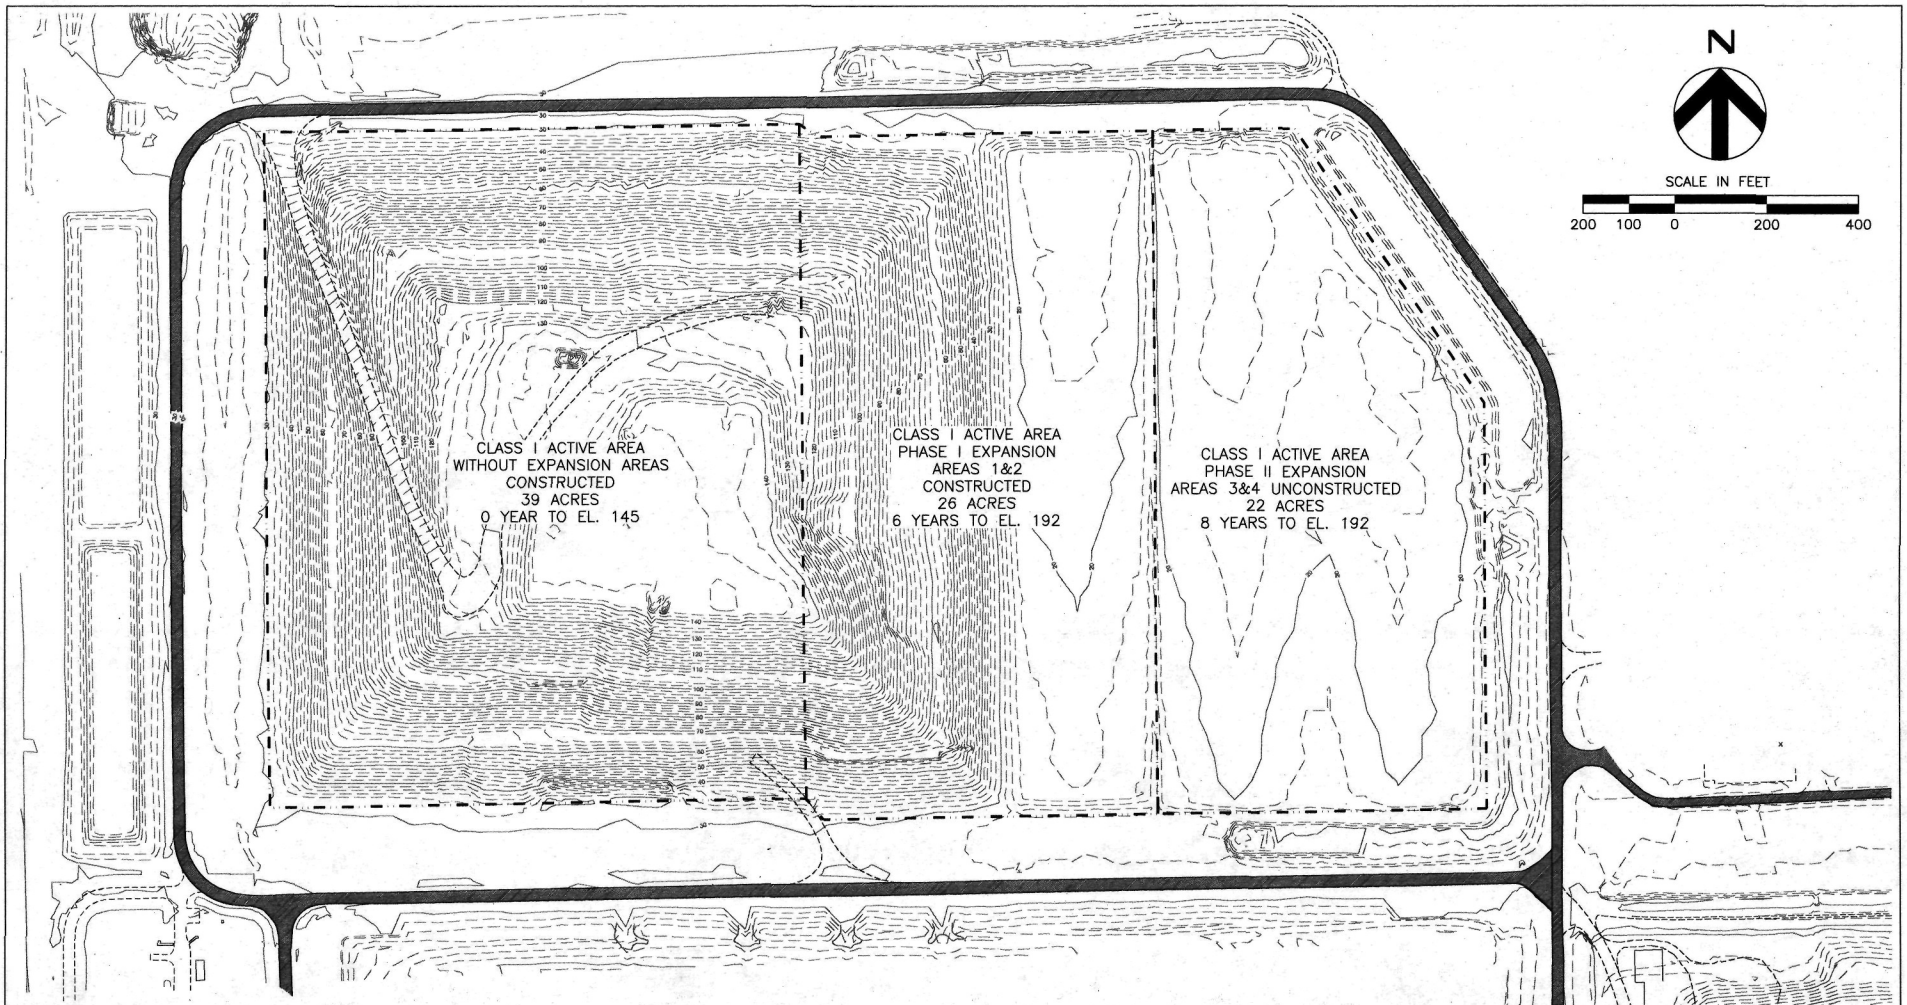 N
SCALE IN FEET
200 100 0 200 400
CLASS I ACTIVE AREA
WITHOUT EXPANSION AREAS
CONSTRUCTED
39 ACRES
0 YEAR TO EL. 145
CLASS I ACTIVE AREA
PHASE I EXPANSION
AREAS 1&2
CONSTRUCTED
26 ACRES
6 YEARS TO EL. 192
CLASS I ACTIVE AREA
PHASE II EXPANSION
AREAS 3&4 UNCONSTRUCTED
22 ACRES
8 YEARS TO EL. 192